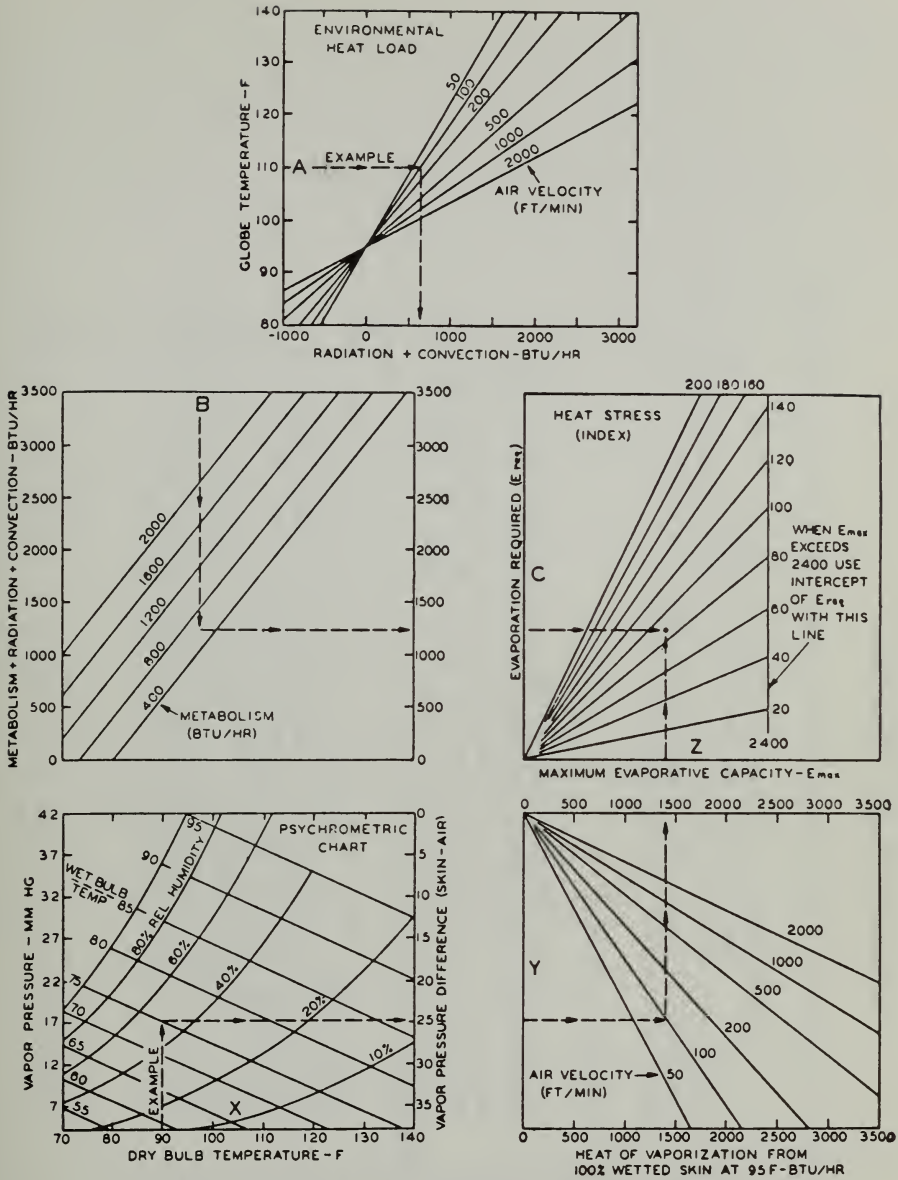 ENVIRONMENTAL
HEAT LOAD
GLOBE TEMPERATURE-F
140
130
120
110
100
90
80
50
100
200
500
1000
2000
A
EXAMPLE
AIR VELOCITY
(FT/MIN)
-1000
0
1000
2000
3000
RADIATION + CONVECTION-BTU/HR
METABOLISM + RADIATION + CONVECTION-BTU/HR
3500
3000
2500
2000
1500
1000
500
0
B
2000
1600
1200
800
400
METABOLISM
(BTU/HR)
3500
3000
2500
2000
1500
1000
500
0
200 180 160
HEAT STRESS
(INDEX)
EVAPORATION REQUIRED (Ereq)
C
140
120
100
80
60
40
20
WHEN Emax
EXCEEDS
2400 USE
INTERCEPT
OF Ereq
WITH THIS
LINE
Z
2400
MAXIMUM EVAPORATIVE CAPACITY-Emax
VAPOR PRESSURE-MM HG
42
37
32
27
22
17
12
7
PSYCHROMETRIC
CHART
WET BULB
TEMP
95
90
85
80
75
70
65
60
55
REL. HUMIDITY
80%
60%
40%
20%
10%
EXAMPLE
X
0
5
10
15
20
25
30
35
VAPOR PRESSURE DIFFERENCE (SKIN-AIR)
70
80
90
100
110
120
130
140
DRY BULB TEMPERATURE-F
0
500
1000
1500
2000
2500
3000
3500
Y
2000
1000
500
200
100
50
AIR VELOCITY
(FT/MIN)
0
500
1000
1500
2000
2500
3000
3500
HEAT OF VAPORIZATION FROM
100% WETTED SKIN AT 95F-BTU/HR